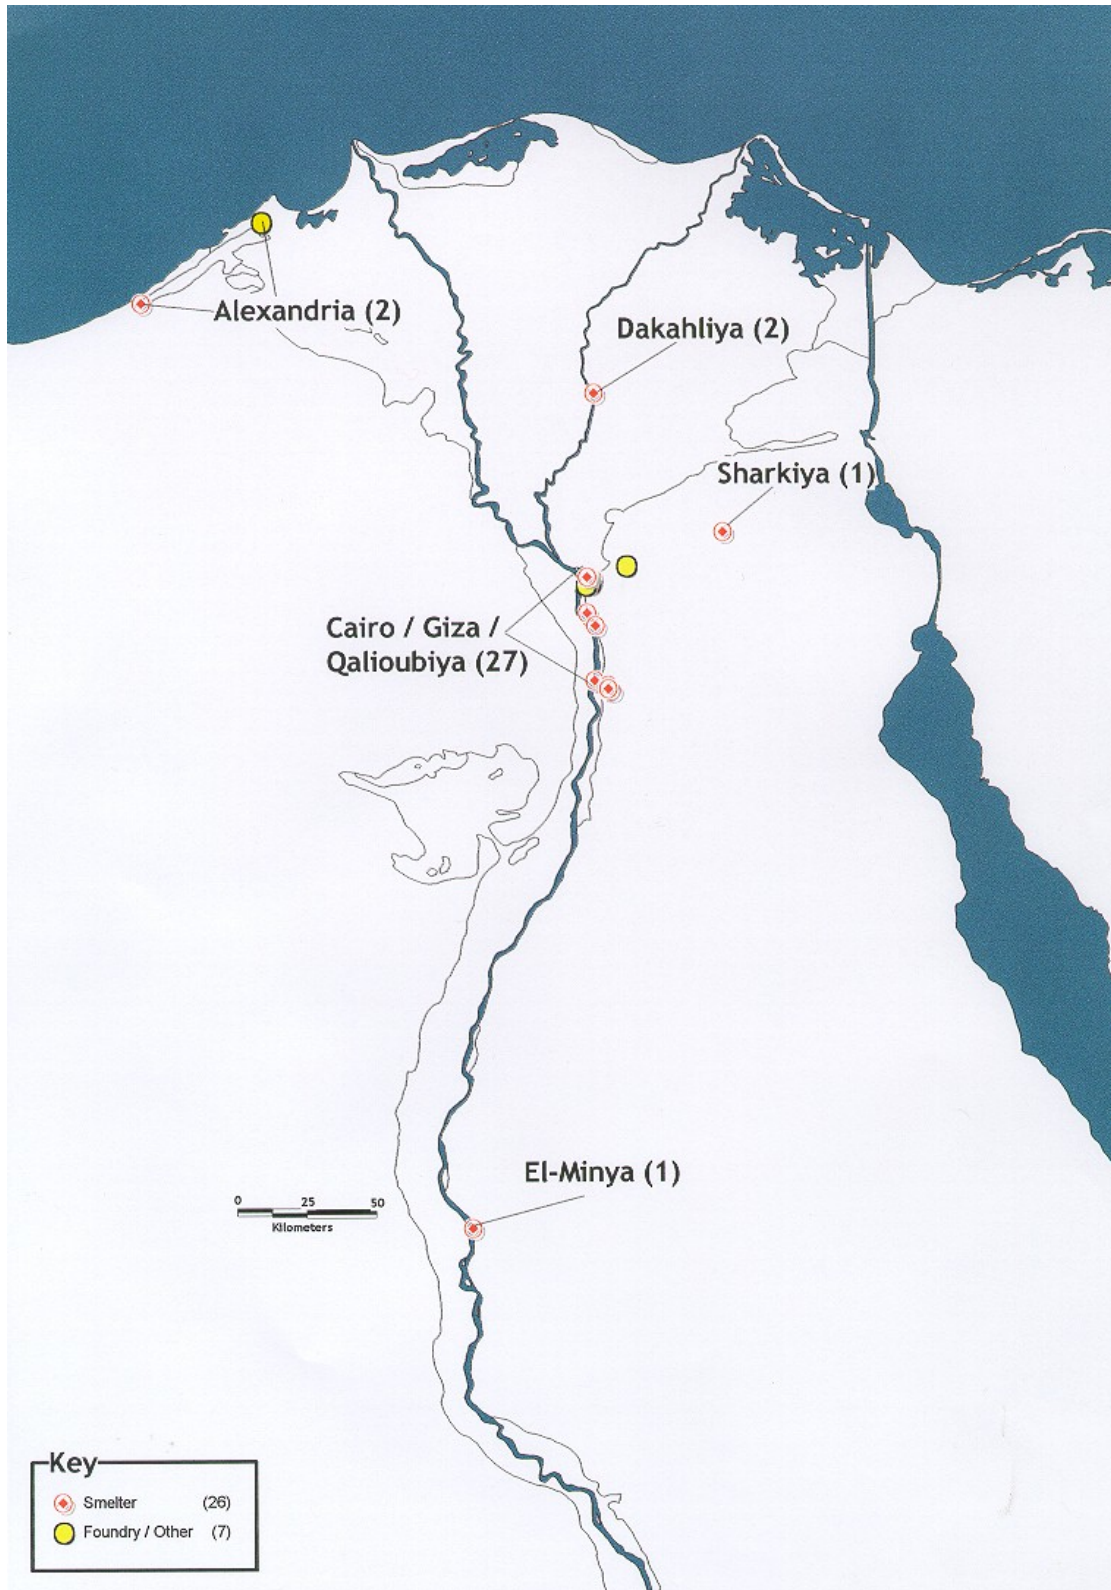 Alexandria (2)
Dakahliya (2)
Sharkiya (1)
Cairo / Giza /
Qalioubiya (27)
El-Minya (1)
0 25 50
Kilometers
Key
Smelter (26)
Foundry / Other (7)